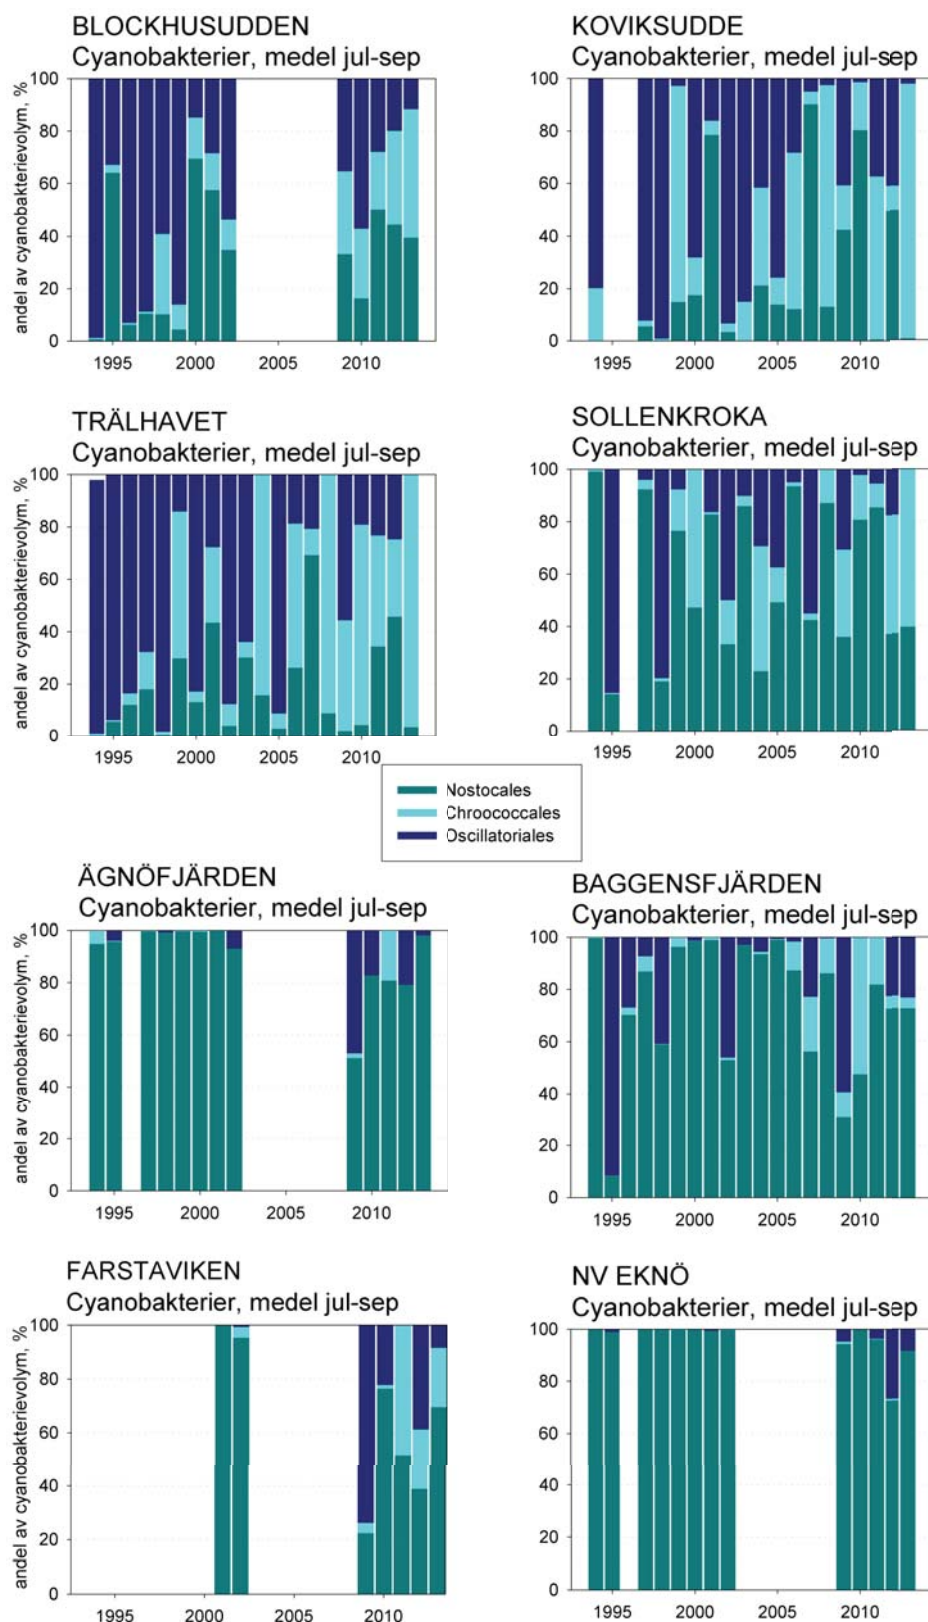 BLOCKHUSUDDEN
Cyanobakterier, medel jul-sep
andel av cyanobakterievolym, %
100
80
60
40
20
0
1995 2000 2005 2010
KOVIKSUDDE
Cyanobakterier, medel jul-sep
100
80
60
40
20
0
1995 2000 2005 2010
TRÄLHAVET
Cyanobakterier, medel jul-sep
andel av cyanobakterievolym, %
100
80
60
40
20
0
1995 2000 2005 2010
SOLLENKROKA
Cyanobakterier, medel jul-sep
100
80
60
40
20
0
1995 2000 2005 2010
Nostocales
Chroococcales
Oscillatoriales
ÄGNÖFJÄRDEN
Cyanobakterier, medel jul-sep
andel av cyanobakterievolym, %
100
80
60
40
20
0
1995 2000 2005 2010
BAGGENSFJÄRDEN
Cyanobakterier, medel jul-sep
100
80
60
40
20
0
1995 2000 2005 2010
FARSTAVIKEN
Cyanobakterier, medel jul-sep
andel av cyanobakterievolym, %
100
80
60
40
20
0
1995 2000 2005 2010
NV EKNÖ
Cyanobakterier, medel jul-sep
100
80
60
40
20
0
1995 2000 2005 2010